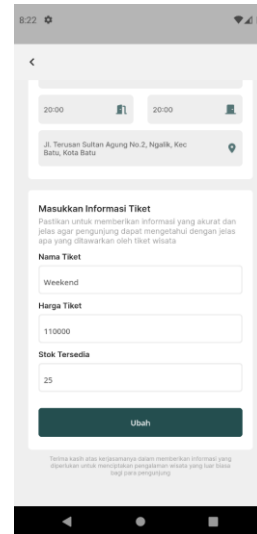 8:22
20:00 20:00
Jl. Terusan Sultan Agung No.2, Ngalik, Kec
Batu, Kota Batu
Masukkan Informasi Tiket
Pastikan untuk memberikan informasi yang akurat dan
jelas agar pengunjung dapat mengetahui dengan jelas
apa yang ditawarkan oleh tiket wisata
Nama Tiket
Weekend
Harga Tiket
110000
Stok Tersedia
25
Ubah
Terima kasih atas kerjasamanya dalam memberikan informasi yang
diperlukan untuk menciptakan pengalaman wisata yang luar biasa
bagi para pengunjung